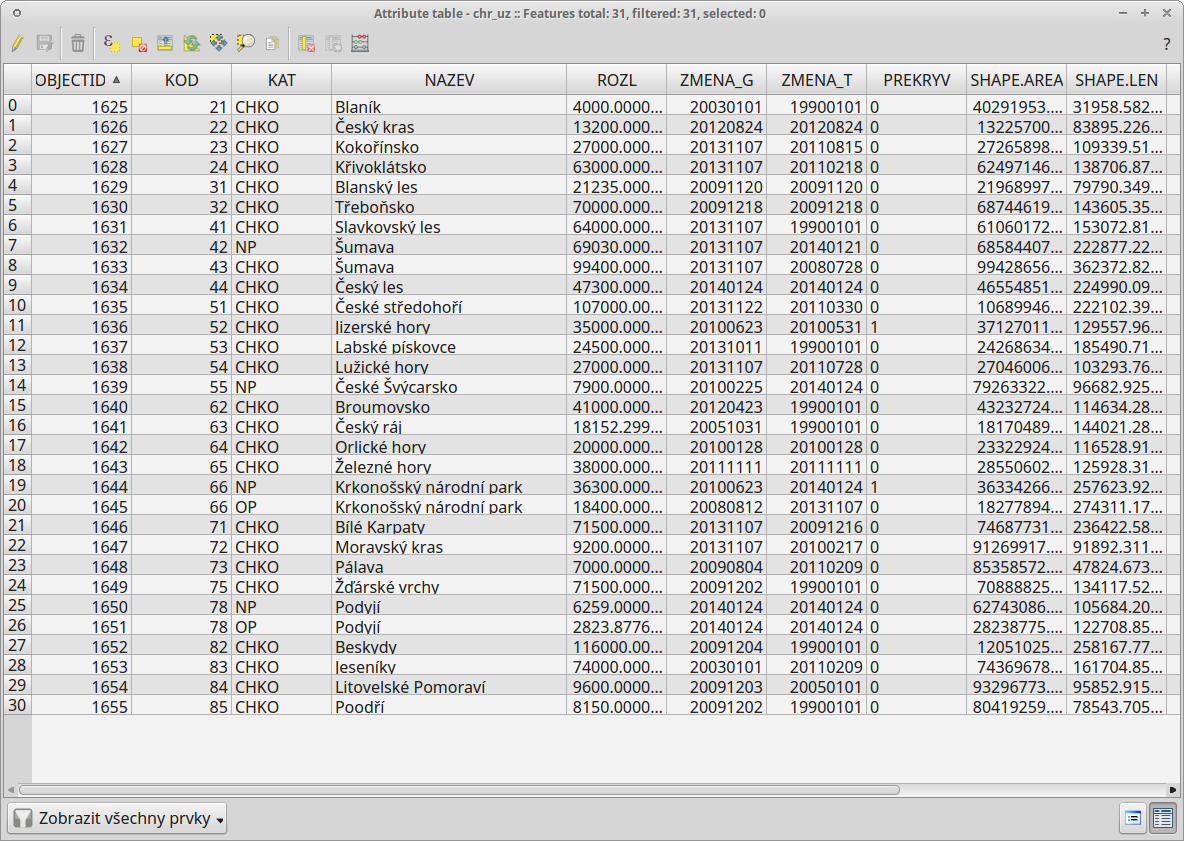 Attribute table - chr_uz :: Features total: 31, filtered: 31, selected: 0
?
OBJECTID KOD KAT NAZEV ROZL ZMENA_G ZMENA_T PREKRYV SHAPE.AREA SHAPE.LEN
0 1625 21 CHKO Blaník 4000.0000... 20030101 19900101 0 40291953.... 31958.582...
1 1626 22 CHKO Český kras 13200.000... 20120824 20120824 0 13225700... 83895.226...
2 1627 23 CHKO Kokořínsko 27000.000... 20131107 20110815 0 27265898... 109339.51...
3 1628 24 CHKO Křivoklátsko 63000.000... 20131107 20110218 0 62497146... 138706.87...
4 1629 31 CHKO Blanský les 21235.000... 20091120 20091120 0 21968997... 79790.349...
5 1630 32 CHKO Třeboňsko 70000.000... 20091218 20091218 0 68744619... 143605.35...
6 1631 41 CHKO Slavkovský les 64000.000... 20131107 19900101 0 61060172... 153072.81...
7 1632 42 NP Šumava 69030.000... 20131107 20140121 0 68584407... 222877.22...
8 1633 43 CHKO Šumava 99400.000... 20131107 20080728 0 99428656... 362372.82...
9 1634 44 CHKO Český les 47300.000... 20140124 20140124 0 46554851... 224990.09...
10 1635 51 CHKO České středohoří 107000.00... 20131122 20110330 0 10689946... 222102.39...
11 1636 52 CHKO Jizerské hory 35000.000... 20100623 20100531 1 37127011... 129557.96...
12 1637 53 CHKO Labské pískovce 24500.000... 20131011 19900101 0 24268634... 185490.71...
13 1638 54 CHKO Lužické hory 27000.000... 20131107 20110728 0 27046006... 103293.76...
14 1639 55 NP České Švýcarsko 7900.0000... 20100225 20140124 0 79263322.... 96682.925...
15 1640 62 CHKO Broumovsko 41000.000... 20120423 19900101 0 43232724... 114634.28...
16 1641 63 CHKO Český ráj 18152.299... 20051031 19900101 0 18170489... 144021.28...
17 1642 64 CHKO Orlické hory 20000.000... 20100128 20100128 0 23322924... 116528.91...
18 1643 65 CHKO Železné hory 38000.000... 20111111 20111111 0 28550602... 125928.31...
19 1644 66 NP Krkonošský národní park 36300.000... 20100623 20140124 1 36334266... 257623.92...
20 1645 66 OP Krkonošský národní park 18400.000... 20080812 20131107 0 18277894... 274311.17...
21 1646 71 CHKO Bílé Karpaty 71500.000... 20131107 20091216 0 74687731... 236422.58...
22 1647 72 CHKO Moravský kras 9200.0000... 20131107 20100217 0 91269917.... 91892.311...
23 1648 73 CHKO Pálava 7000.0000... 20090804 20110209 0 85358572.... 47824.673...
24 1649 75 CHKO Žďárské vrchy 71500.000... 20091202 19900101 0 70888825... 134117.52...
25 1650 78 NP Podyjí 6259.0000... 20140124 20140124 0 62743086.... 105684.20...
26 1651 78 OP Podyjí 2823.8776... 20140124 20140124 0 28238775.... 122708.85...
27 1652 82 CHKO Beskydy 116000.00... 20091204 19900101 0 12051025... 258167.77...
28 1653 83 CHKO Jeseníky 74000.000... 20030101 20110209 0 74369678... 161704.85...
29 1654 84 CHKO Litovelské Pomoraví 9600.0000... 20091203 20050101 0 93296773.... 95852.915...
30 1655 85 CHKO Poodří 8150.0000... 20091202 19900101 0 80419259.... 78543.705...
Zobrazit všechny prvky